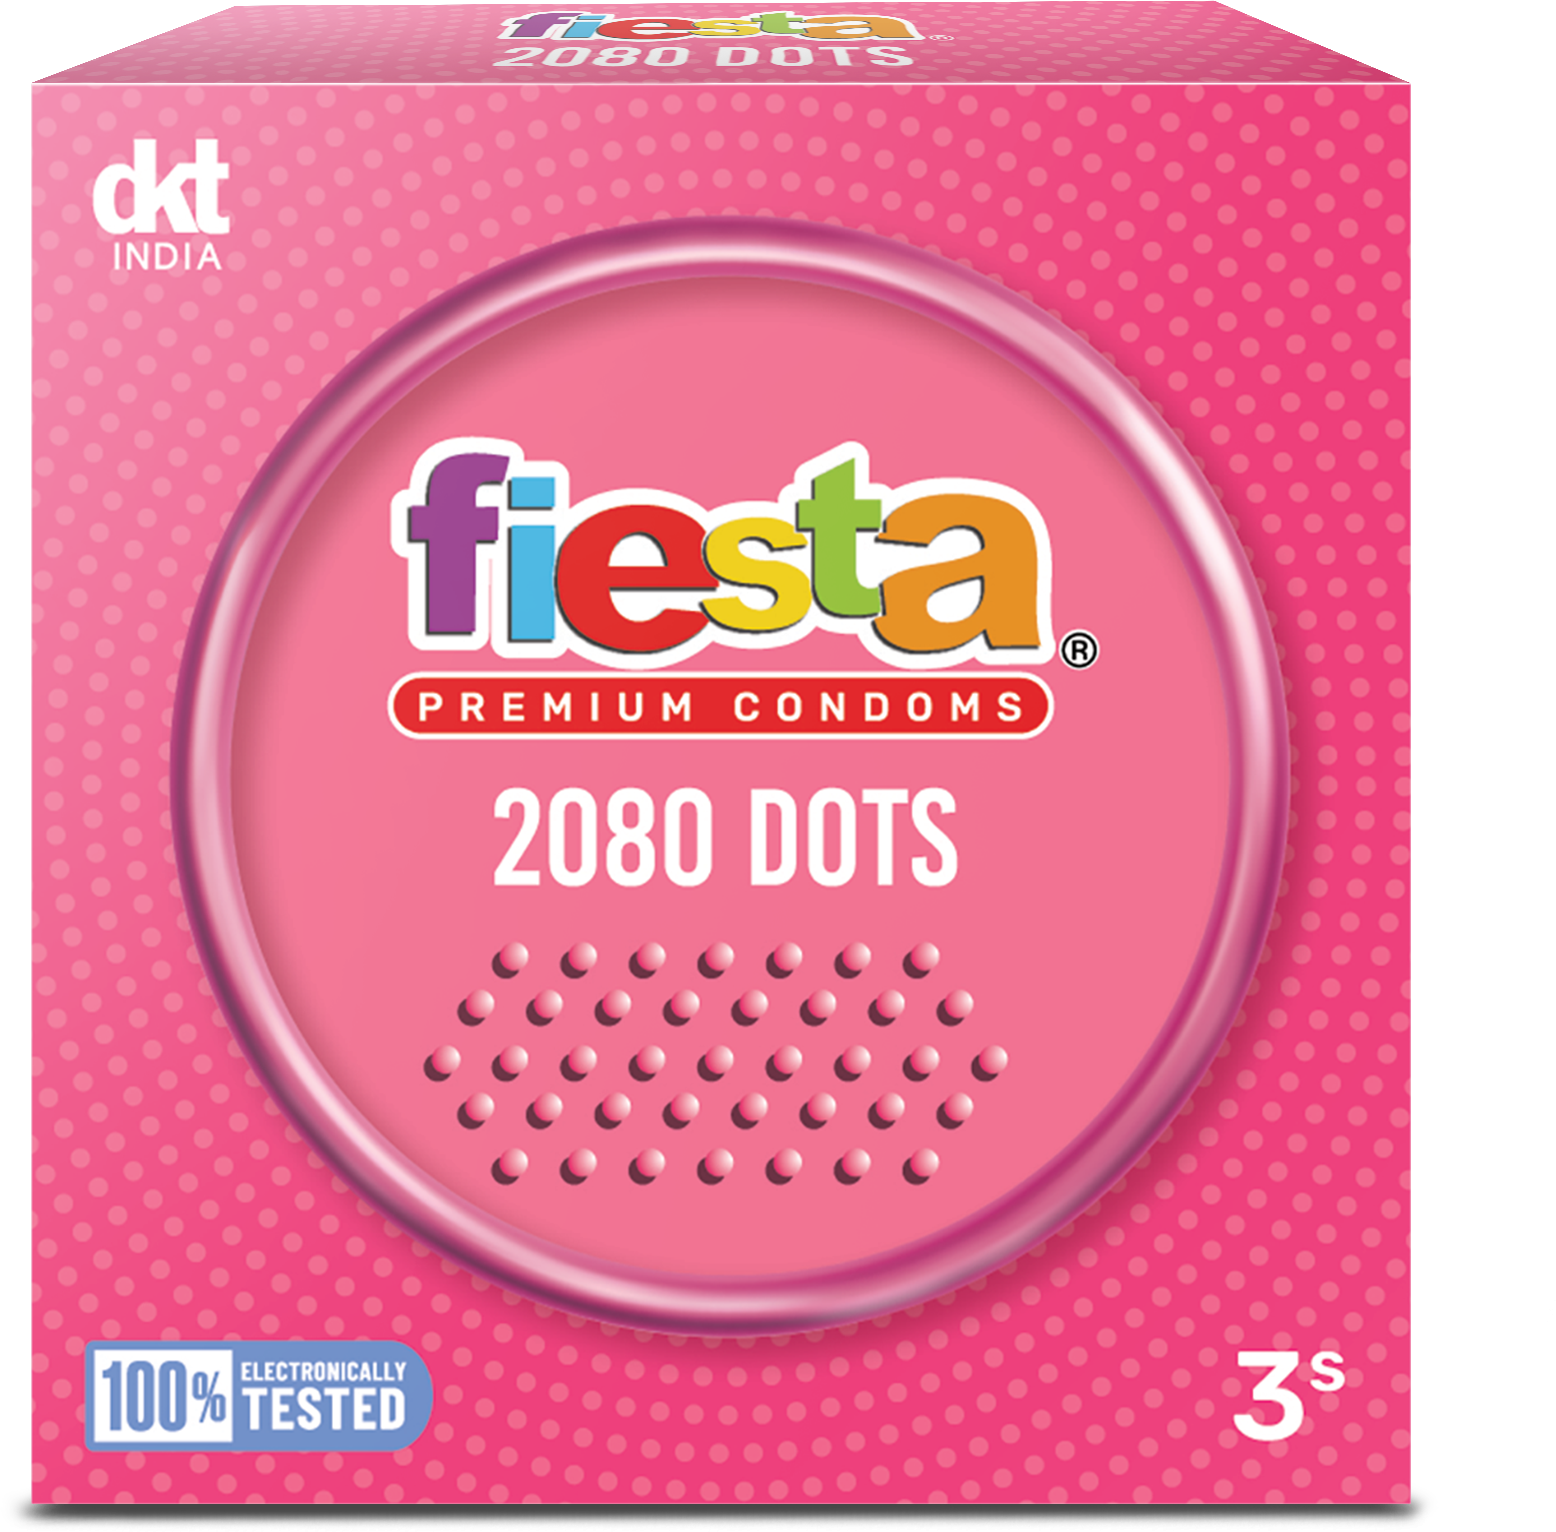 fiesta®
2080 DOTS
dkt
INDIA
fiesta®
PREMIUM CONDOMS
2080 DOTS
100% ELECTRONICALLY
TESTED
3s